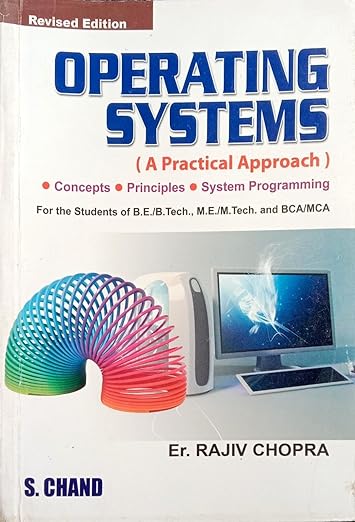 Revised Edition
OPERATING
SYSTEMS
( A Practical Approach )
• Concepts • Principles • System Programming
For the Students of B.E./B.Tech., M.E./M.Tech. and BCA/MCA
Er. RAJIV CHOPRA
S. CHAND